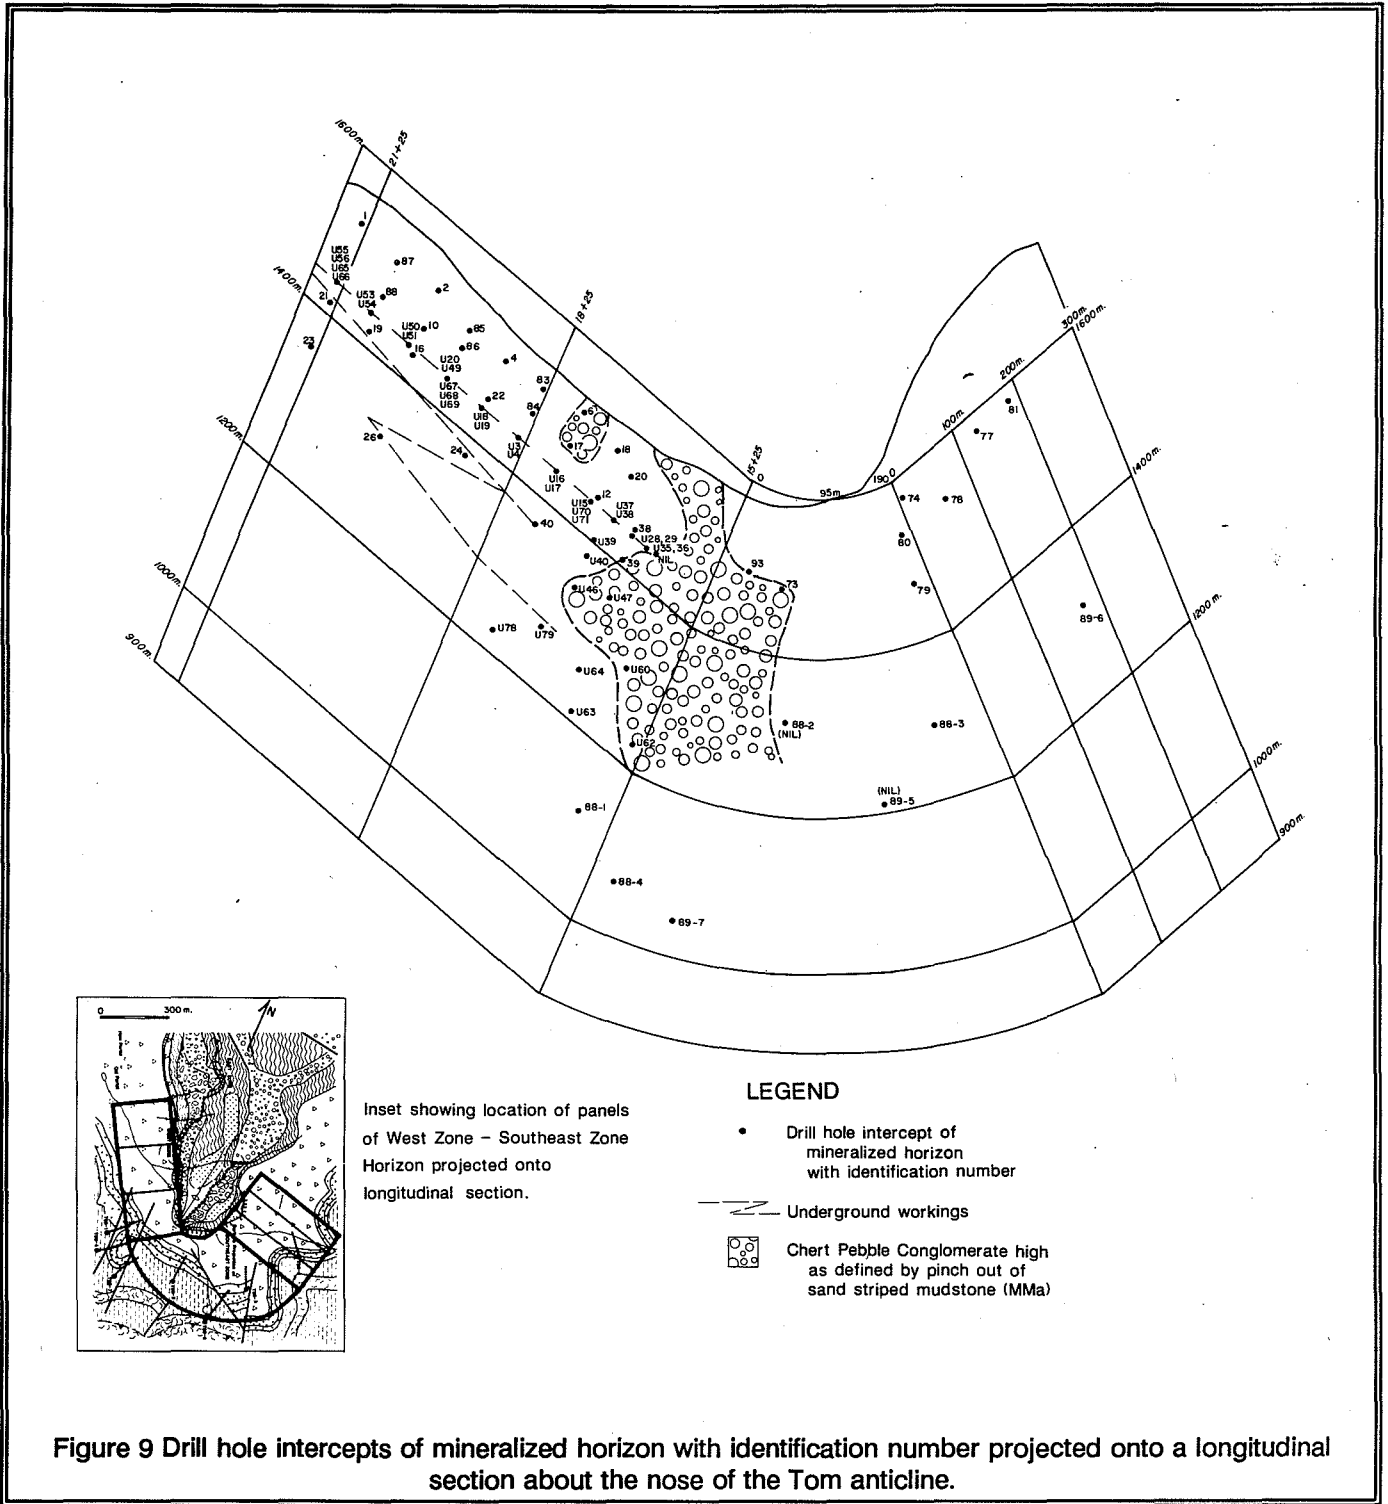 1600m.
21+25
1
U55
U56
U65
U66
87
1400m.
21
U53
U54
88
2
19
U50
U51
10
85
23
16
86
U20
U49
4
18+25
U67
U68
U69
22
83
84
U18
U19
6
1200m.
26
24
U3
U4
17
18
U16
U17
20
15+25
0
95m
190
0
300m.
1600m.
200m.
81
100m.
77
1400m.
U15
U70
U71
12
U37
U38
74
78
40
38
U28,29
U35,36
NIL
U39
80
U40
39
93
1000m.
U46
U47
73
79
89-6
1200m.
U78
U79
900m.
U64
U60
U63
88-2
(NIL)
88-3
U62
1000m.
(NIL)
89-5
88-1
900m.
88-4
89-7
0
300m.
N
Inset showing location of panels
of West Zone – Southeast Zone
Horizon projected onto
longitudinal section.
LEGEND
Drill hole intercept of
mineralized horizon
with identification number
Underground workings
Chert Pebble Conglomerate high
as defined by pinch out of
sand striped mudstone (MMa)
Figure 9 Drill hole intercepts of mineralized horizon with identification number projected onto a longitudinal
section about the nose of the Tom anticline.